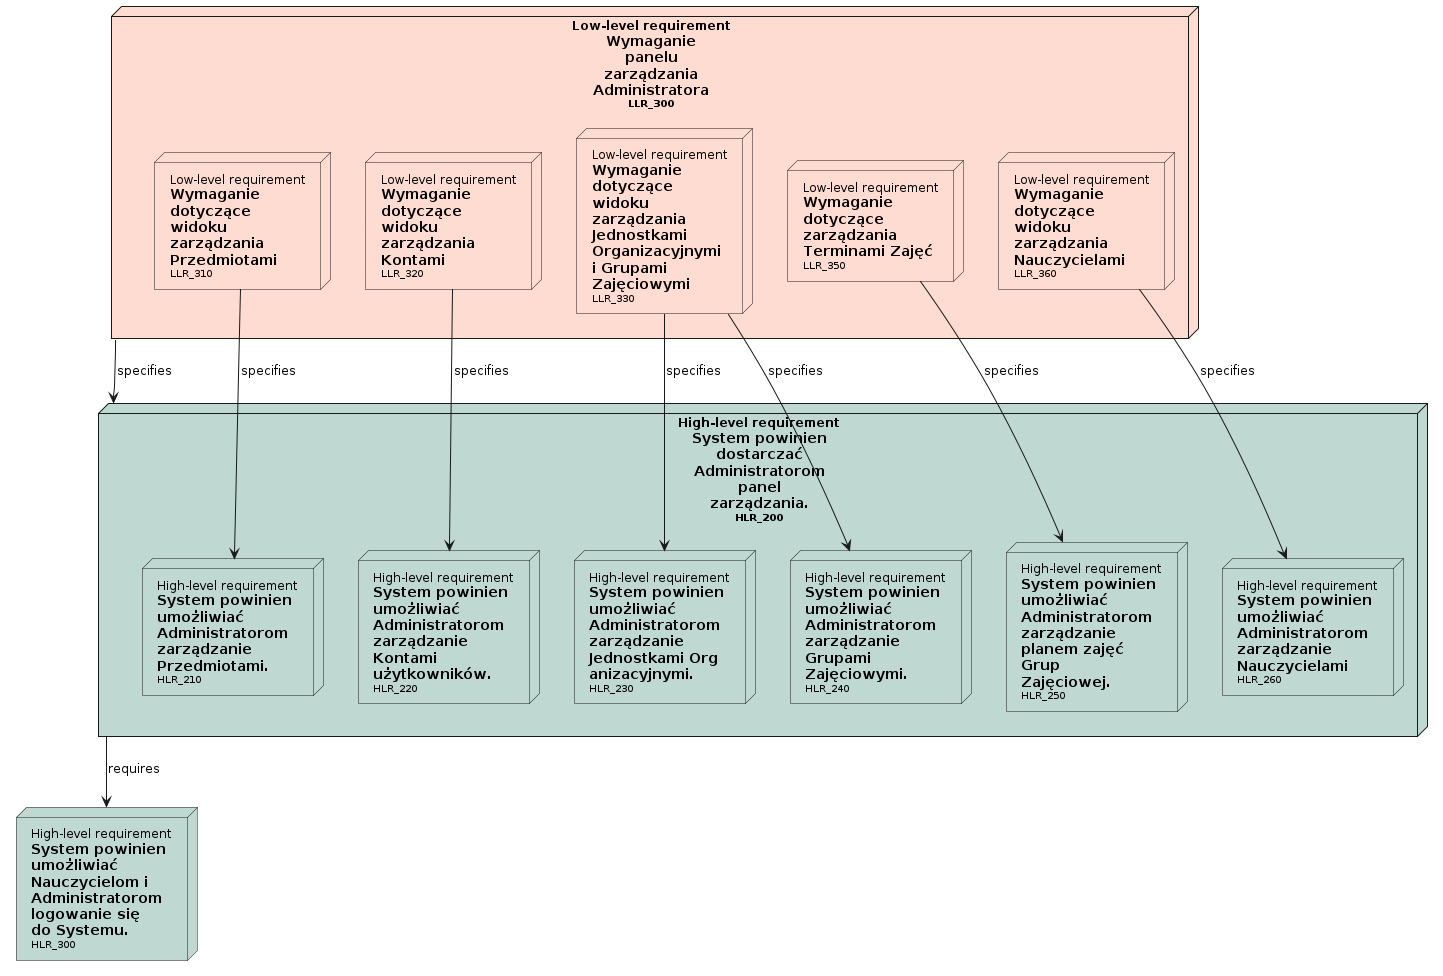 Low-level requirement
Wymaganie
panelu
zarządzania
Administratora
LLR_300
Low-level requirement
Wymaganie
dotyczące
widoku
zarządzania
Przedmiotami
LLR_310
Low-level requirement
Wymaganie
dotyczące
widoku
zarządzania
Kontami
LLR_320
Low-level requirement
Wymaganie
dotyczące
widoku
zarządzania
Jednostkami
Organizacyjnymi
i Grupami
Zajęciowymi
LLR_330
Low-level requirement
Wymaganie
dotyczące
zarządzania
Terminami Zajęć
LLR_350
Low-level requirement
Wymaganie
dotyczące
widoku
zarządzania
Nauczycielami
LLR_360
specifies
specifies
specifies
specifies
specifies
specifies
specifies
High-level requirement
System powinien
dostarczać
Administratorom
panel
zarządzania.
HLR_200
High-level requirement
System powinien
umożliwiać
Administratorom
zarządzanie
Przedmiotami.
HLR_210
High-level requirement
System powinien
umożliwiać
Administratorom
zarządzanie
Kontami
użytkowników.
HLR_220
High-level requirement
System powinien
umożliwiać
Administratorom
zarządzanie
Jednostkami Org
anizacyjnymi.
HLR_230
High-level requirement
System powinien
umożliwiać
Administratorom
zarządzanie
Grupami
Zajęciowymi.
HLR_240
High-level requirement
System powinien
umożliwiać
Administratorom
zarządzanie
planem zajęć
Grup
Zajęciowej.
HLR_250
High-level requirement
System powinien
umożliwiać
Administratorom
zarządzanie
Nauczycielami
HLR_260
requires
High-level requirement
System powinien
umożliwiać
Nauczycielom i
Administratorom
logowanie się
do Systemu.
HLR_300